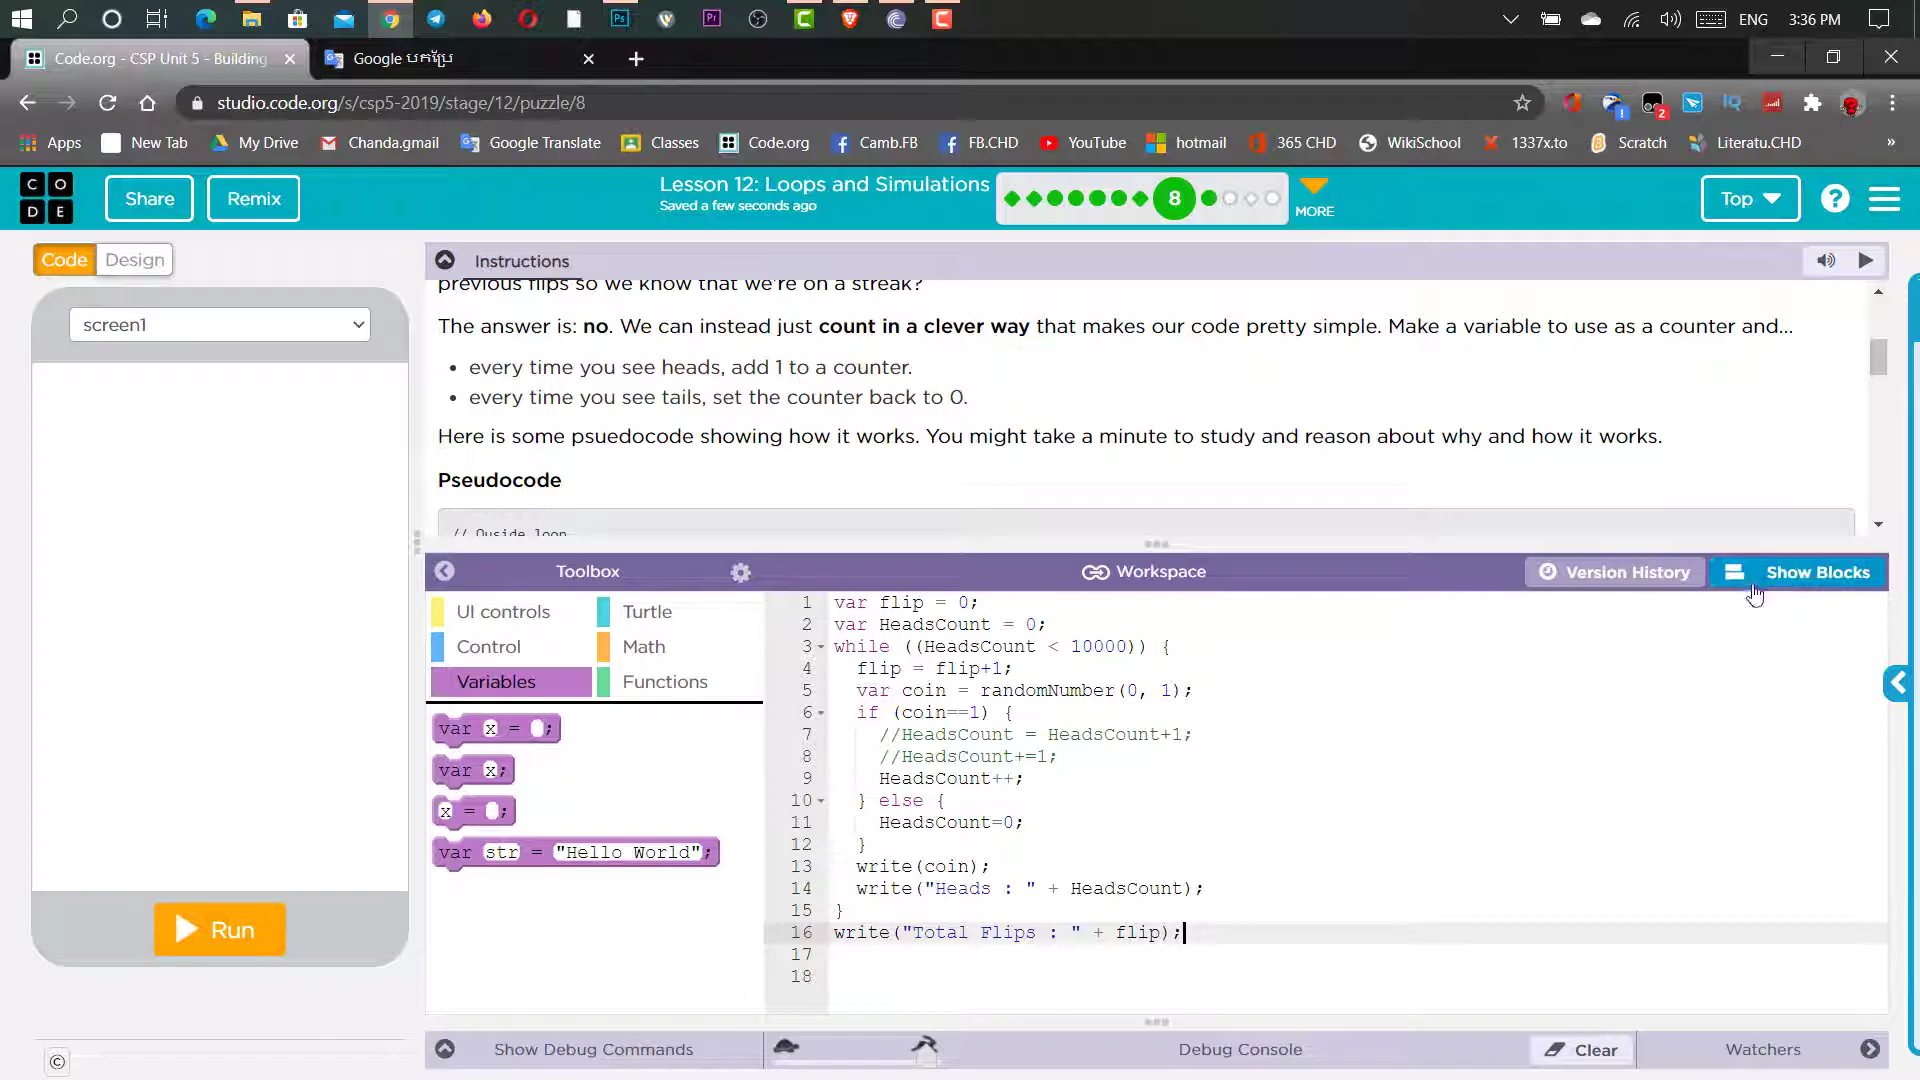 ENG
3:36 PM
Code.org - CSP Unit 5 - Building
Google បកប្រែ
studio.code.org/s/csp5-2019/stage/12/puzzle/8
Apps
New Tab
My Drive
Chanda.gmail
Google Translate
Classes
Code.org
Camb.FB
FB.CHD
YouTube
hotmail
365 CHD
WikiSchool
1337x.to
Scratch
Literatu.CHD
»
C O
D E
Share
Remix
Lesson 12: Loops and Simulations
Saved a few seconds ago
8
MORE
Top
?
Code
Design
screen1
Run
Instructions
previous flips so we know that we're on a streak?
The answer is: no. We can instead just count in a clever way that makes our code pretty simple. Make a variable to use as a counter and...
• every time you see heads, add 1 to a counter.
• every time you see tails, set the counter back to 0.
Here is some psuedocode showing how it works. You might take a minute to study and reason about why and how it works.
Pseudocode
// Ouside loop
Toolbox
Workspace
Version History
Show Blocks
UI controls
Turtle
Control
Math
Variables
Functions
var x = ;
var x;
x = ;
var str = "Hello World";
1 var flip = 0;
2 var HeadsCount = 0;
3 while ((HeadsCount < 10000)) {
4 flip = flip+1;
5 var coin = randomNumber(0, 1);
6 if (coin==1) {
7 //HeadsCount = HeadsCount+1;
8 //HeadsCount+=1;
9 HeadsCount++;
10 } else {
11 HeadsCount=0;
12 }
13 write(coin);
14 write("Heads : " + HeadsCount);
15 }
16 write("Total Flips : " + flip);
17
18
©
Show Debug Commands
Debug Console
Clear
Watchers